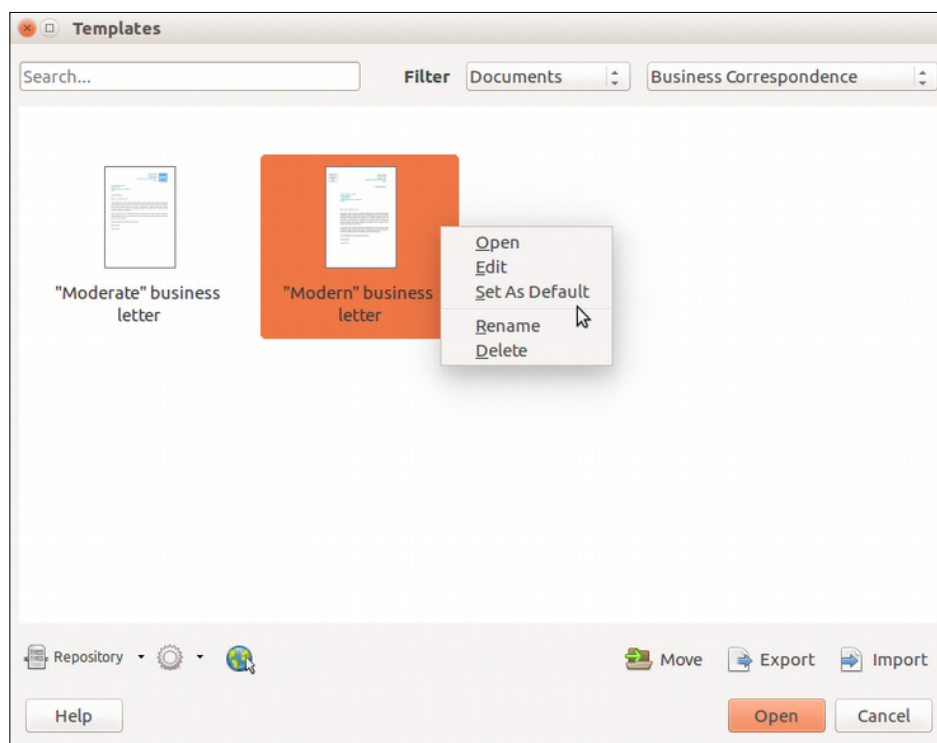 Templates
Search...
Filter
Documents
Business Correspondence
"Moderate" business
letter
"Modern" business
letter
Open
Edit
Set As Default
Rename
Delete
Repository
Move
Export
Import
Help
Open
Cancel